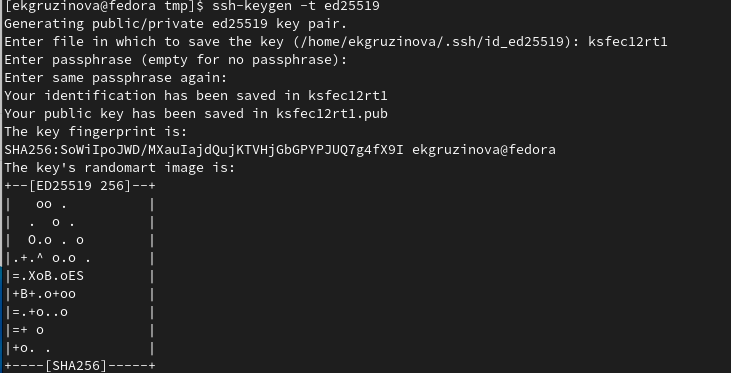 [ekgruzinova@fedora tmp]$ ssh-keygen -t ed25519
Generating public/private ed25519 key pair.
Enter file in which to save the key (/home/ekgruzinova/.ssh/id_ed25519): ksfec12rt1
Enter passphrase (empty for no passphrase):
Enter same passphrase again:
Your identification has been saved in ksfec12rt1
Your public key has been saved in ksfec12rt1.pub
The key fingerprint is:
SHA256:SoWiIpoJWD/MXauIajdQujKTVHjGbGPYPJUQ7g4fX9I ekgruzinova@fedora
The key's randomart image is:
+--[ED25519 256]--+
|   oo .          |
|  .  o .         |
|  O.o . o        |
|.+.^ o.o .       |
|=.XoB.oES        |
|+B+.o+oo         |
|=.+o..o          |
|=+ o             |
|+o. .            |
+----[SHA256]-----+